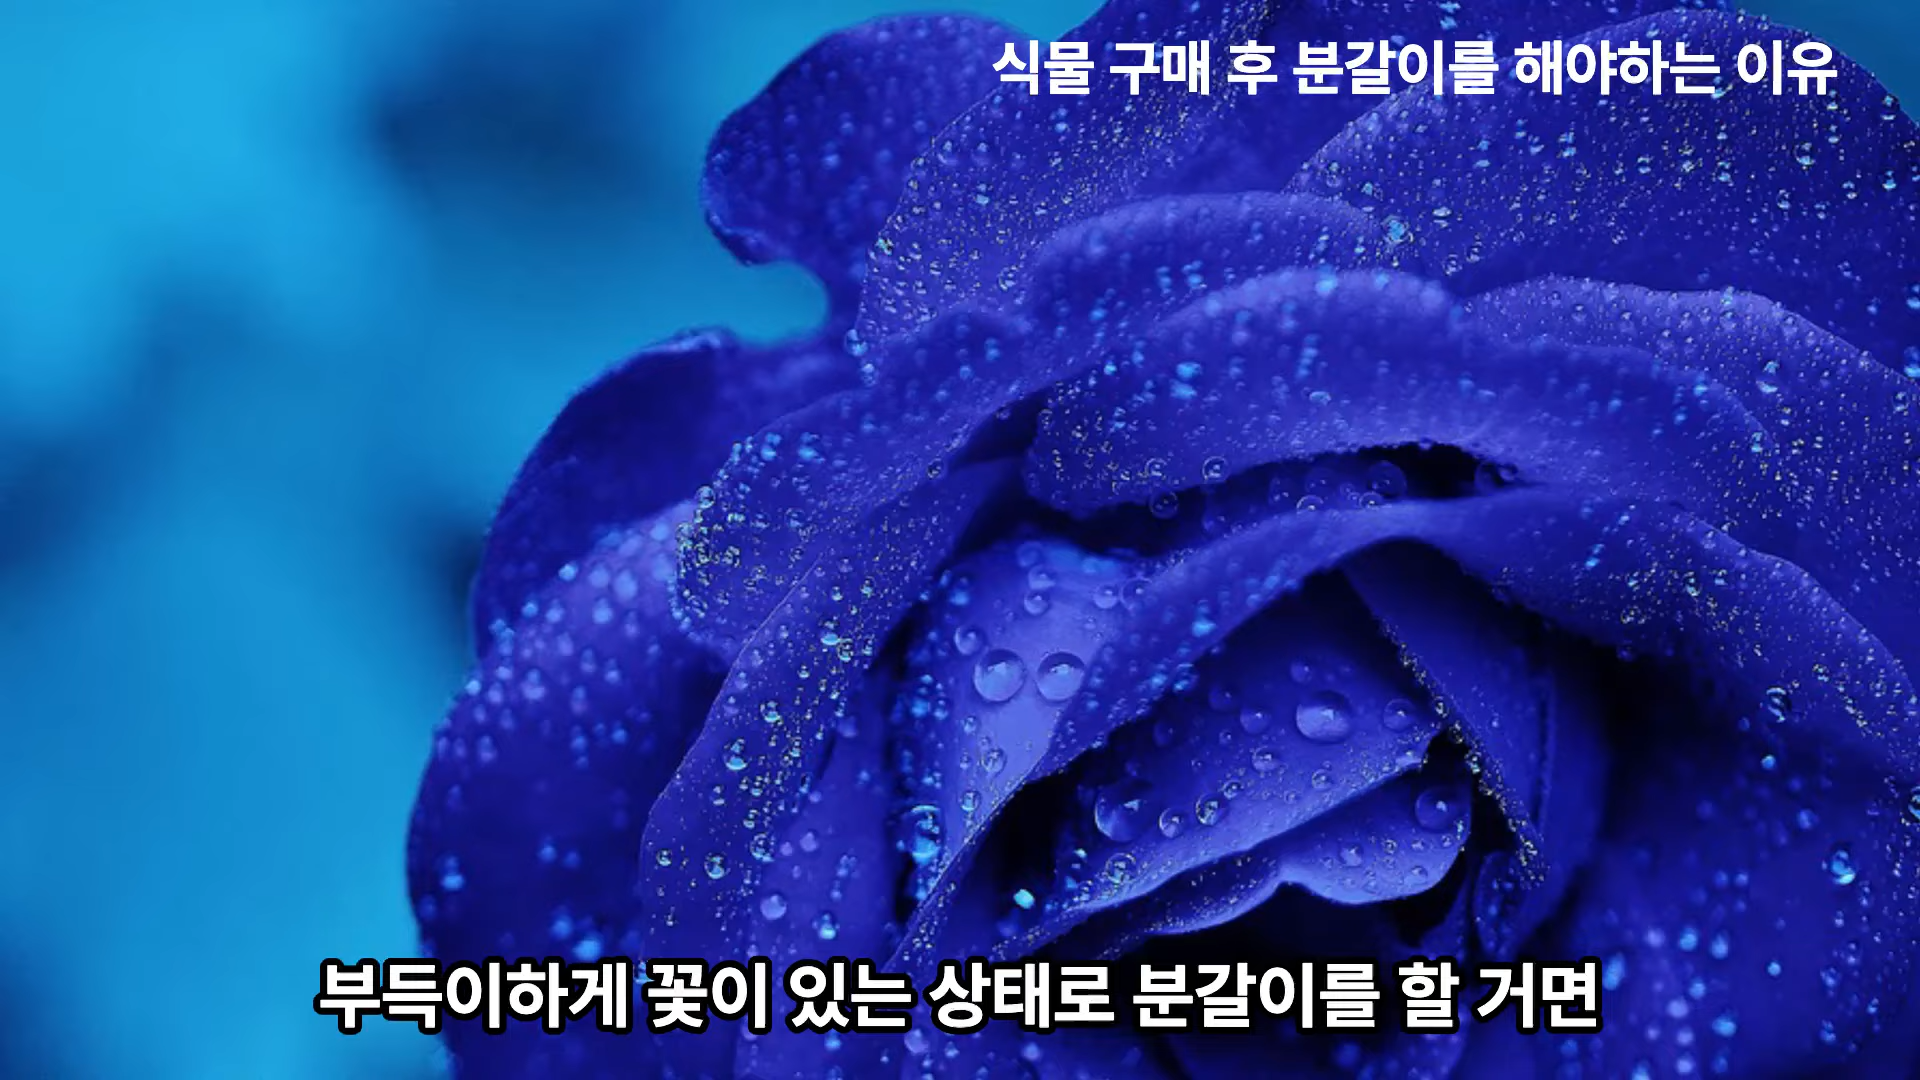 식물 구매 후 분갈이를 해야하는 이유
부득이하게 꽃이 있는 상태로 분갈이를 할 거면